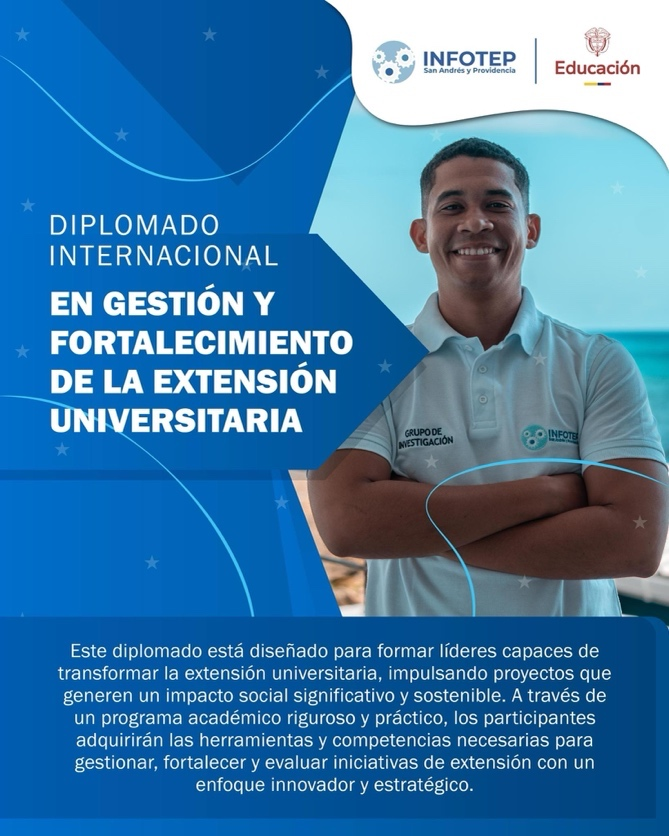 INFOTEP
San Andrés y Providencia
Educación
DIPLOMADO
INTERNACIONAL
EN GESTIÓN Y
FORTALECIMIENTO
DE LA EXTENSIÓN
UNIVERSITARIA
GRUPO DE
INVESTIGACIÓN
INFOTEP
Este diplomado está diseñado para formar líderes capaces de
transformar la extensión universitaria, impulsando proyectos que
generen un impacto social significativo y sostenible. A través de
un programa académico riguroso y práctico, los participantes
adquirirán las herramientas y competencias necesarias para
gestionar, fortalecer y evaluar iniciativas de extensión con un
enfoque innovador y estratégico.